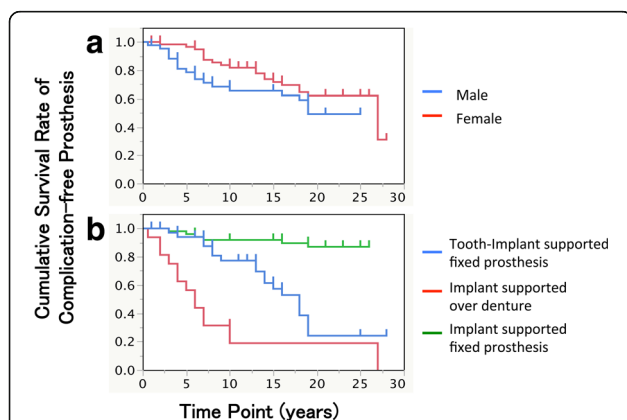 Cumulative Survival Rate of
Complication-free Prosthesis
a
1.0
0.8
0.6
0.4
0.2
0.0
0 5 10 15 20 25 30
Male
Female
b
1.0
0.8
0.6
0.4
0.2
0.0
0 5 10 15 20 25 30
Tooth-Implant supported
fixed prosthesis
Implant supported
over denture
Implant supported
fixed prosthesis
Time Point (years)